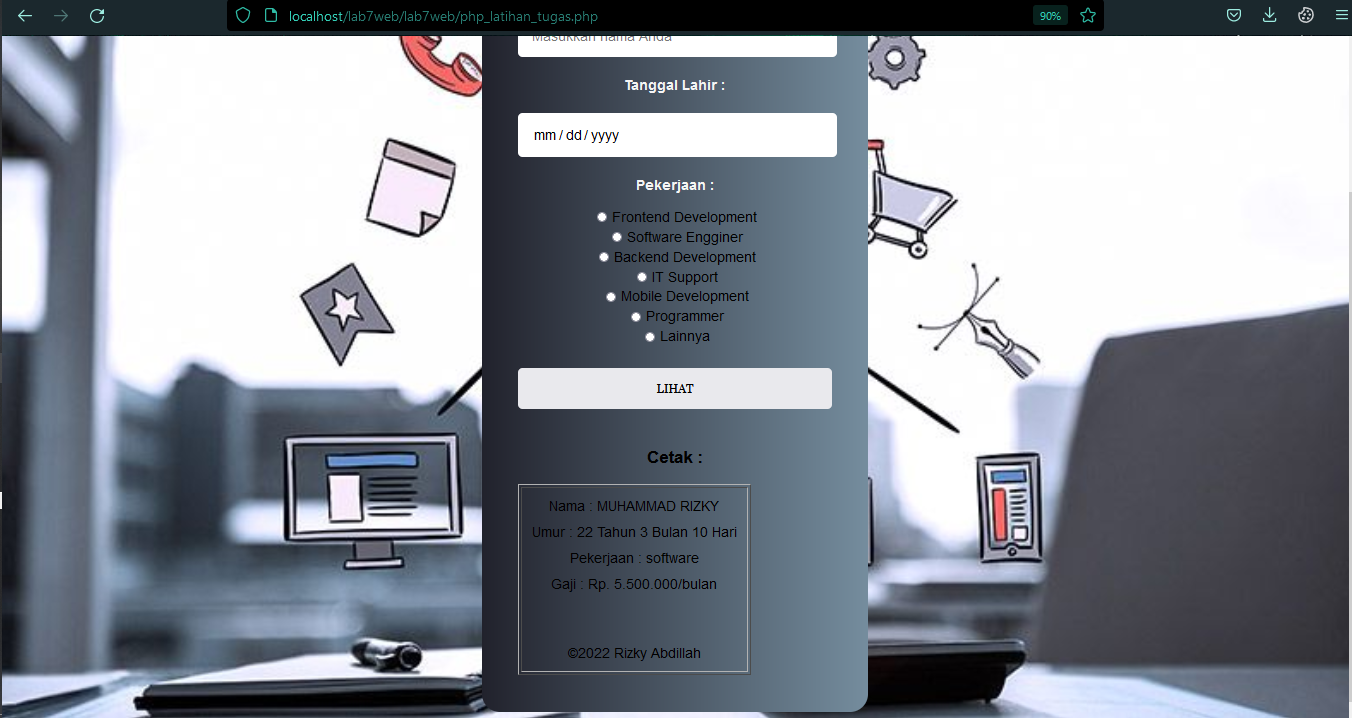 localhost/lab7web/lab7web/php_latihan_tugas.php
90%
Masukkan nama Anda
Tanggal Lahir :
mm / dd / yyyy
Pekerjaan :
Frontend Development
Software Engginer
Backend Development
IT Support
Mobile Development
Programmer
Lainnya
LIHAT
Cetak :
Nama : MUHAMMAD RIZKY
Umur : 22 Tahun 3 Bulan 10 Hari
Pekerjaan : software
Gaji : Rp. 5.500.000/bulan
©2022 Rizky Abdillah